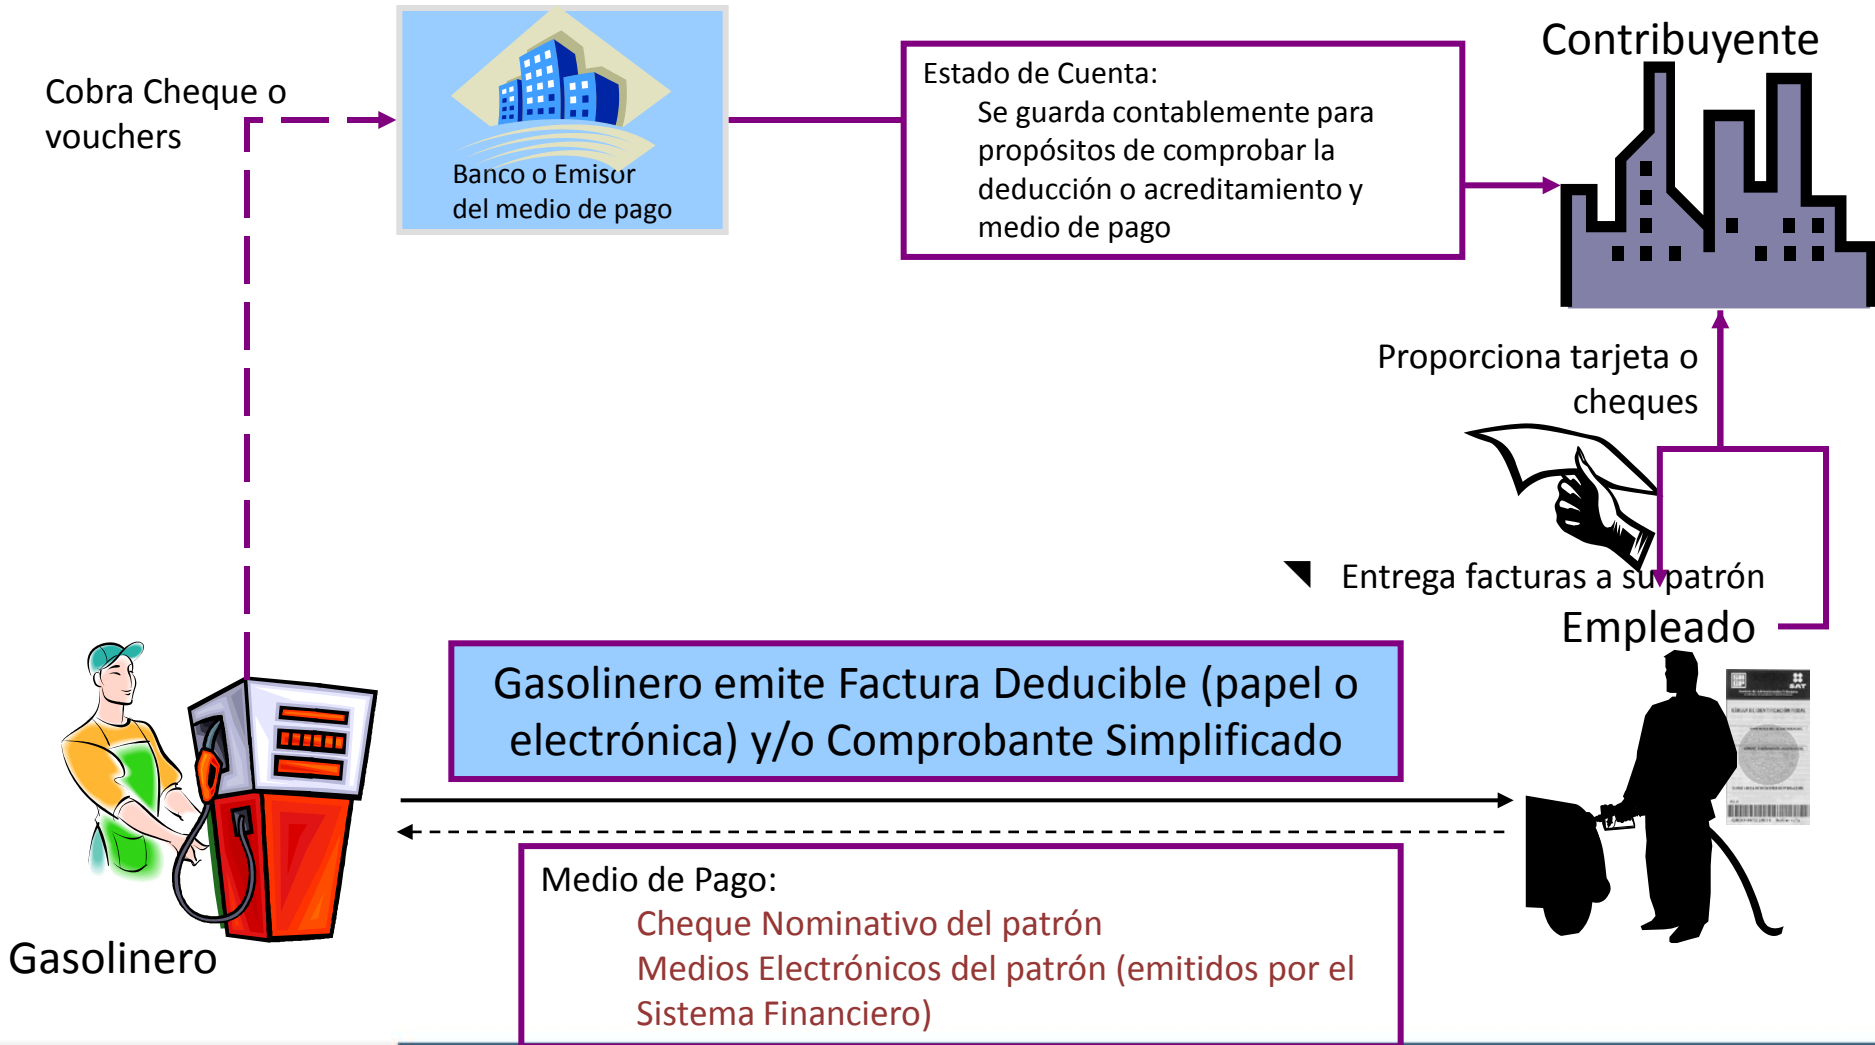 Contribuyente
Cobra Cheque o
vouchers
Banco o Emisor
del medio de pago
Estado de Cuenta:
Se guarda contablemente para
propósitos de comprobar la
deducción o acreditamiento y
medio de pago
Proporciona tarjeta o
cheques
Entrega facturas a su patrón
Empleado
Gasolinero emite Factura Deducible (papel o
electrónica) y/o Comprobante Simplificado
SAT
Medio de Pago:
Cheque Nominativo del patrón
Medios Electrónicos del patrón (emitidos por el
Sistema Financiero)
Gasolinero